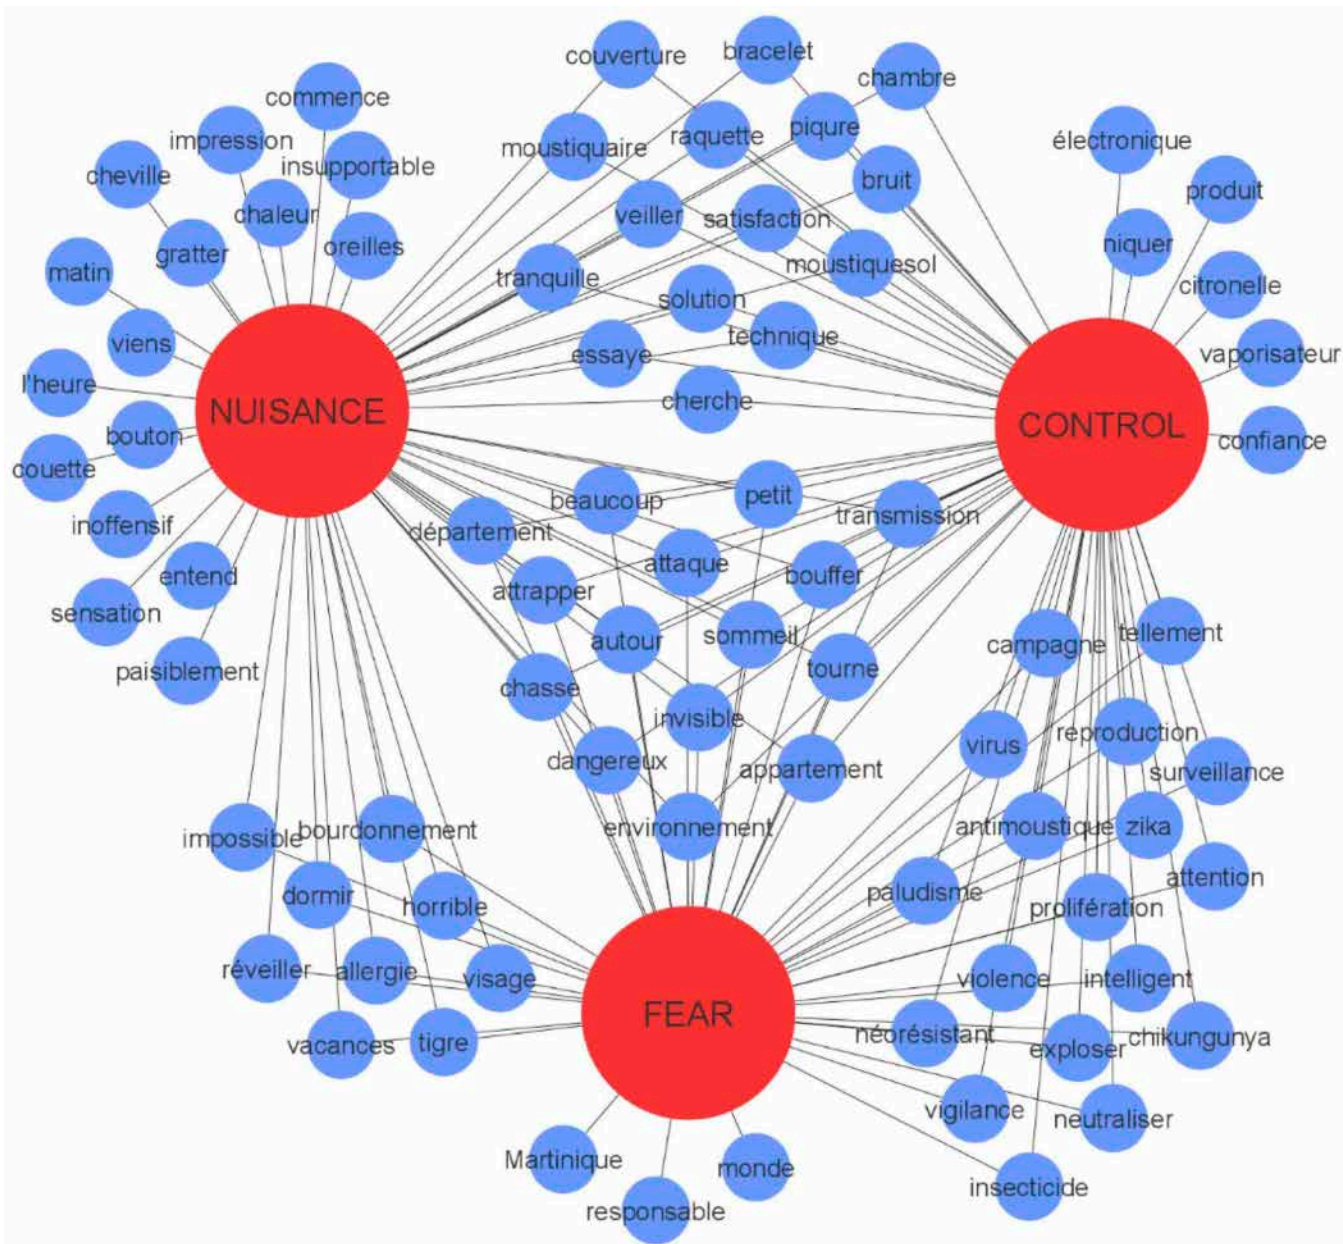 couverture
bracelet
chambre
commence
impression
insupportable
moustiquaire
raquette
piqure
électronique
cheville
chaleur
bruit
produit
gratter
oreilles
veiller
satisfaction
niquer
matin
tranquille
moustiquesol
citronelle
viens
solution
technique
essaye
vaporisateur
l'heure
cherche
NUISANCE
CONTROL
bouton
confiance
couette
inoffensif
beaucoup
petit
transmission
département
entend
attaque
bouffer
attrapper
sensation
autour
sommeil
campagne
tellement
paisiblement
chasse
tourne
invisible
virus
reproduction
dangereux
appartement
surveillance
impossible
bourdonnement
environnement
antimoustique
zika
dormir
horrible
paludisme
prolifération
attention
réveiller
allergie
visage
violence
intelligent
FEAR
vacances
tigre
néorésistant
exploser
chikungunya
vigilance
neutraliser
Martinique
monde
responsable
insecticide